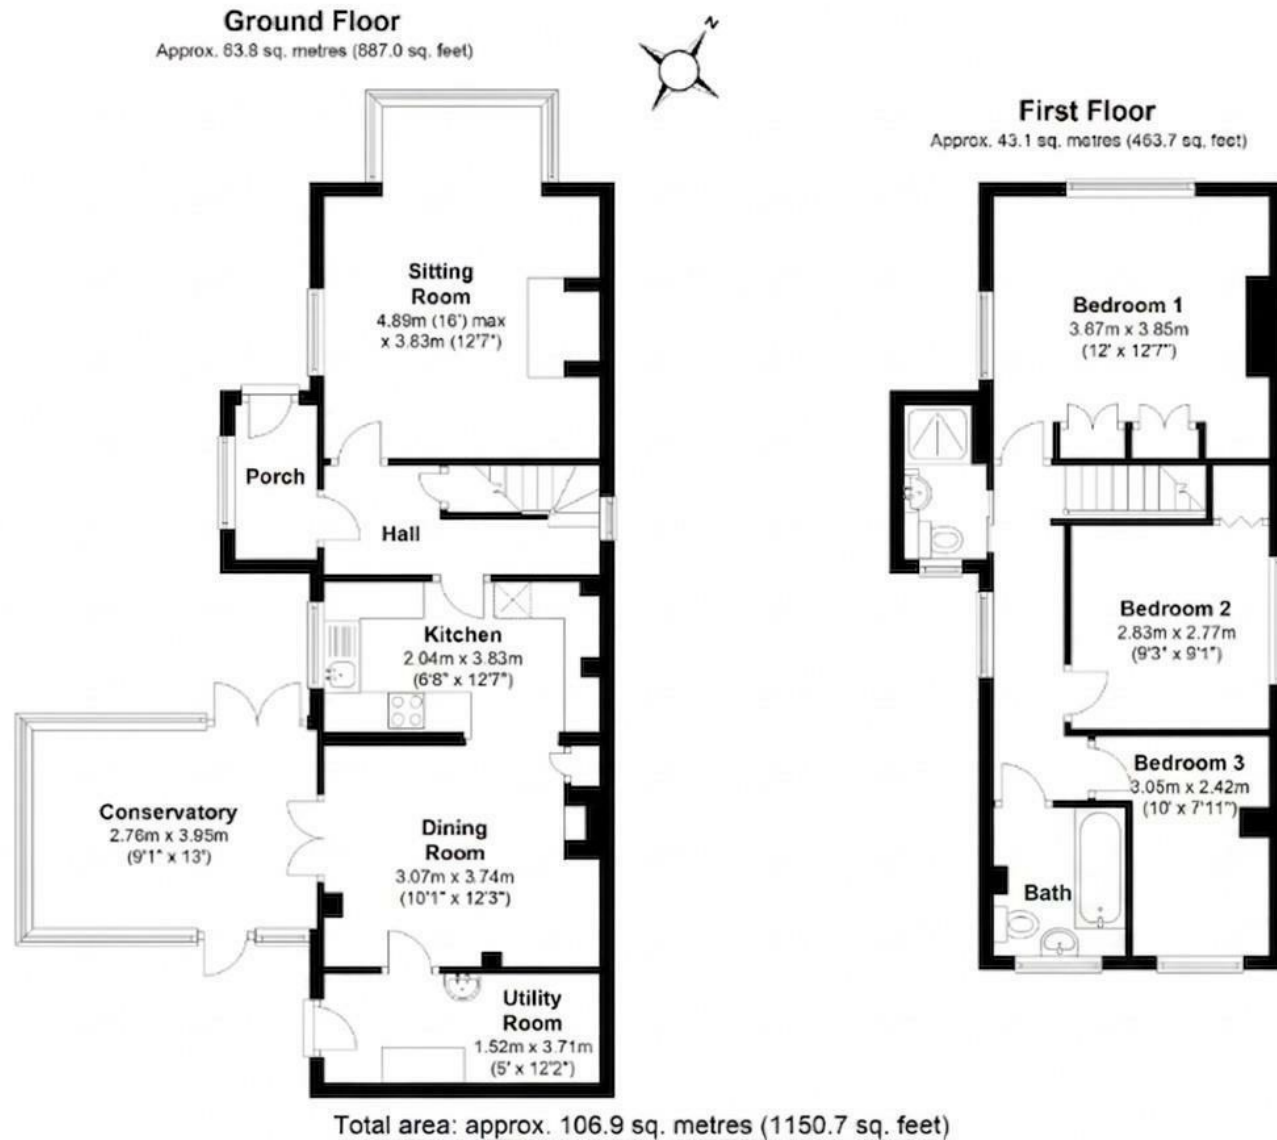 Ground Floor
Approx. 63.8 sq. metres (887.0 sq. feet)
N
First Floor
Approx. 43.1 sq. metres (463.7 sq. feet)
Sitting
Room
4.89m (16') max
x 3.83m (12'7")
Porch
Hall
Kitchen
2.04m x 3.83m
(6'8" x 12'7")
Conservatory
2.76m x 3.95m
(9'1" x 13')
Dining
Room
3.07m x 3.74m
(10'1" x 12'3")
Utility
Room
1.52m x 3.71m
(5' x 12'2")
Bedroom 1
3.67m x 3.85m
(12' x 12'7")
Bedroom 2
2.83m x 2.77m
(9'3" x 9'1")
Bedroom 3
3.05m x 2.42m
(10' x 7'11")
Bath
Total area: approx. 106.9 sq. metres (1150.7 sq. feet)